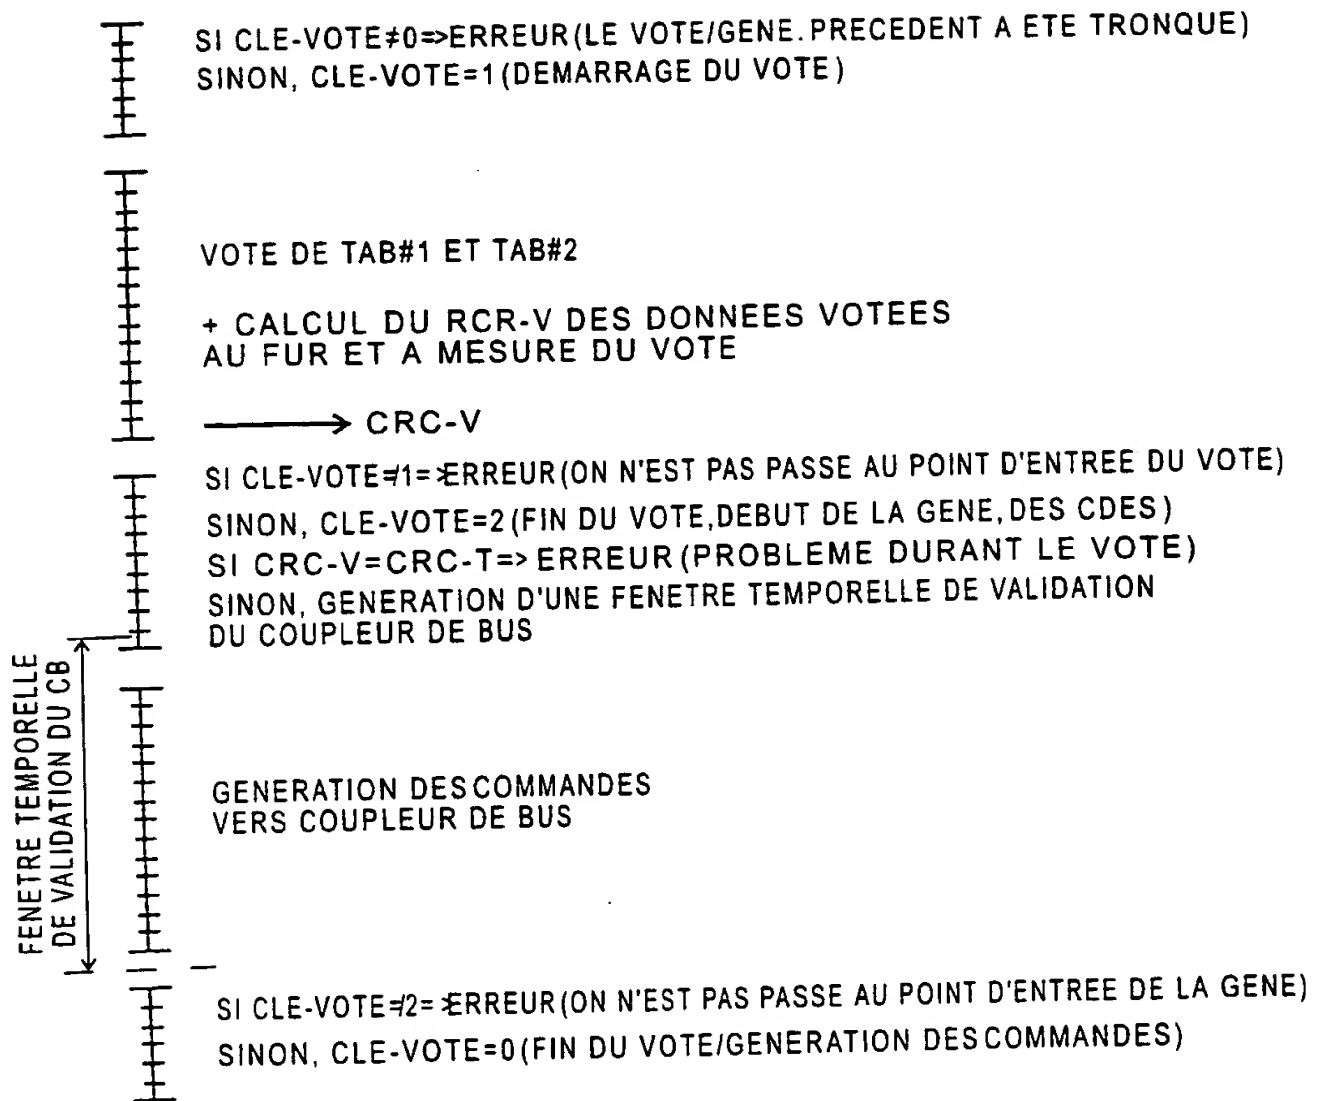 SI CLE-VOTE≠0=>ERREUR(LE VOTE/GENE.PRECEDENT A ETE TRONQUE)
SINON, CLE-VOTE=1(DEMARRAGE DU VOTE)
VOTE DE TAB#1 ET TAB#2
+ CALCUL DU RCR-V DES DONNEES VOTEES
AU FUR ET A MESURE DU VOTE
CRC-V
SI CLE-VOTE≠1=>ERREUR(ON N'EST PAS PASSE AU POINT D'ENTREE DU VOTE)
SINON, CLE-VOTE=2(FIN DU VOTE,DEBUT DE LA GENE,DES CDES)
SI CRC-V=CRC-T=>ERREUR(PROBLEME DURANT LE VOTE)
SINON, GENERATION D'UNE FENETRE TEMPORELLE DE VALIDATION
DU COUPLEUR DE BUS
FENETRE TEMPORELLE
DE VALIDATION DU CB
GENERATION DES COMMANDES
VERS COUPLEUR DE BUS
SI CLE-VOTE≠2=>ERREUR(ON N'EST PAS PASSE AU POINT D'ENTREE DE LA GENE)
SINON, CLE-VOTE=0(FIN DU VOTE/GENERATION DES COMMANDES)